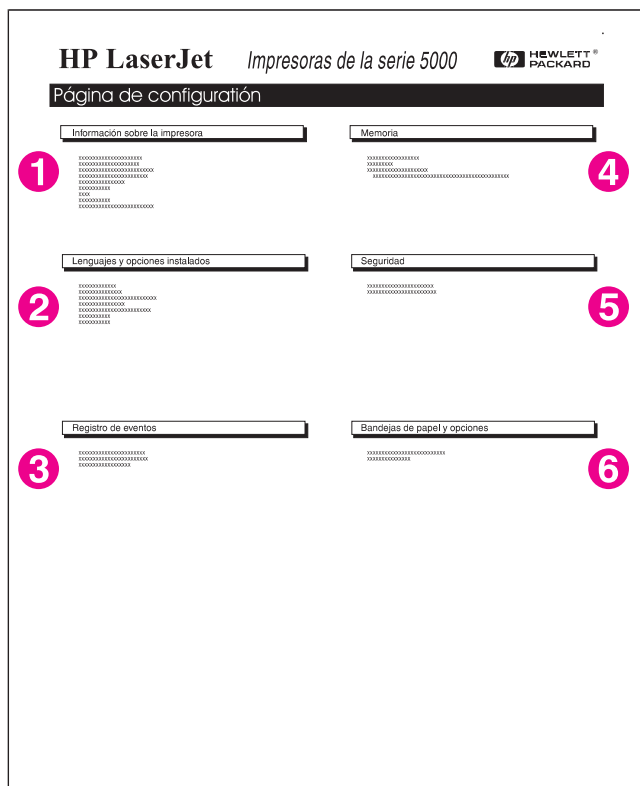 HP LaserJet Impresoras de la serie 5000 hp HEWLETT® PACKARD
Página de configuratión
1
Información sobre la impresora
2
Lenguajes y opciones instalados
3
Registro de eventos
4
Memoria
5
Seguridad
6
Bandejas de papel y opciones